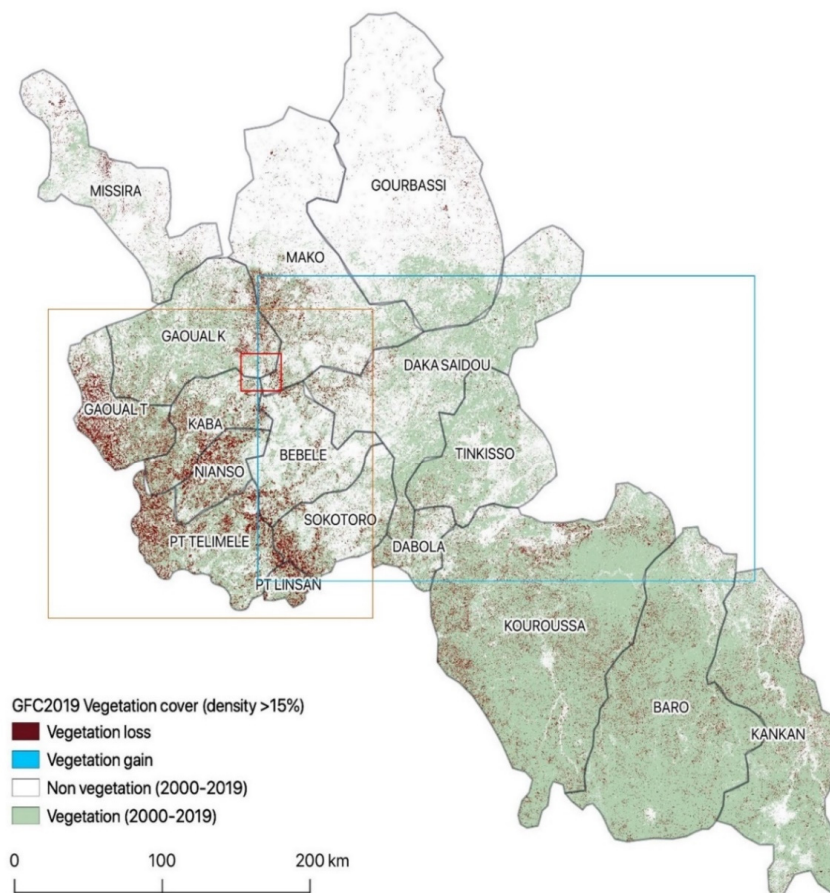 GOURBASSI
MISSIRA
MAKO
GAOUAL K
DAKA SAIDOU
GAOUAL T
KABA
BEBELE
TINKISSO
NIANSO
SOKOTORO
PT TELIMELE
DABOLA
PT LINSAN
KOUROUSSA
BARO
KANKAN
GFC2019 Vegetation cover (density >15%)
Vegetation loss
Vegetation gain
Non vegetation (2000-2019)
Vegetation (2000-2019)
0 100 200 km